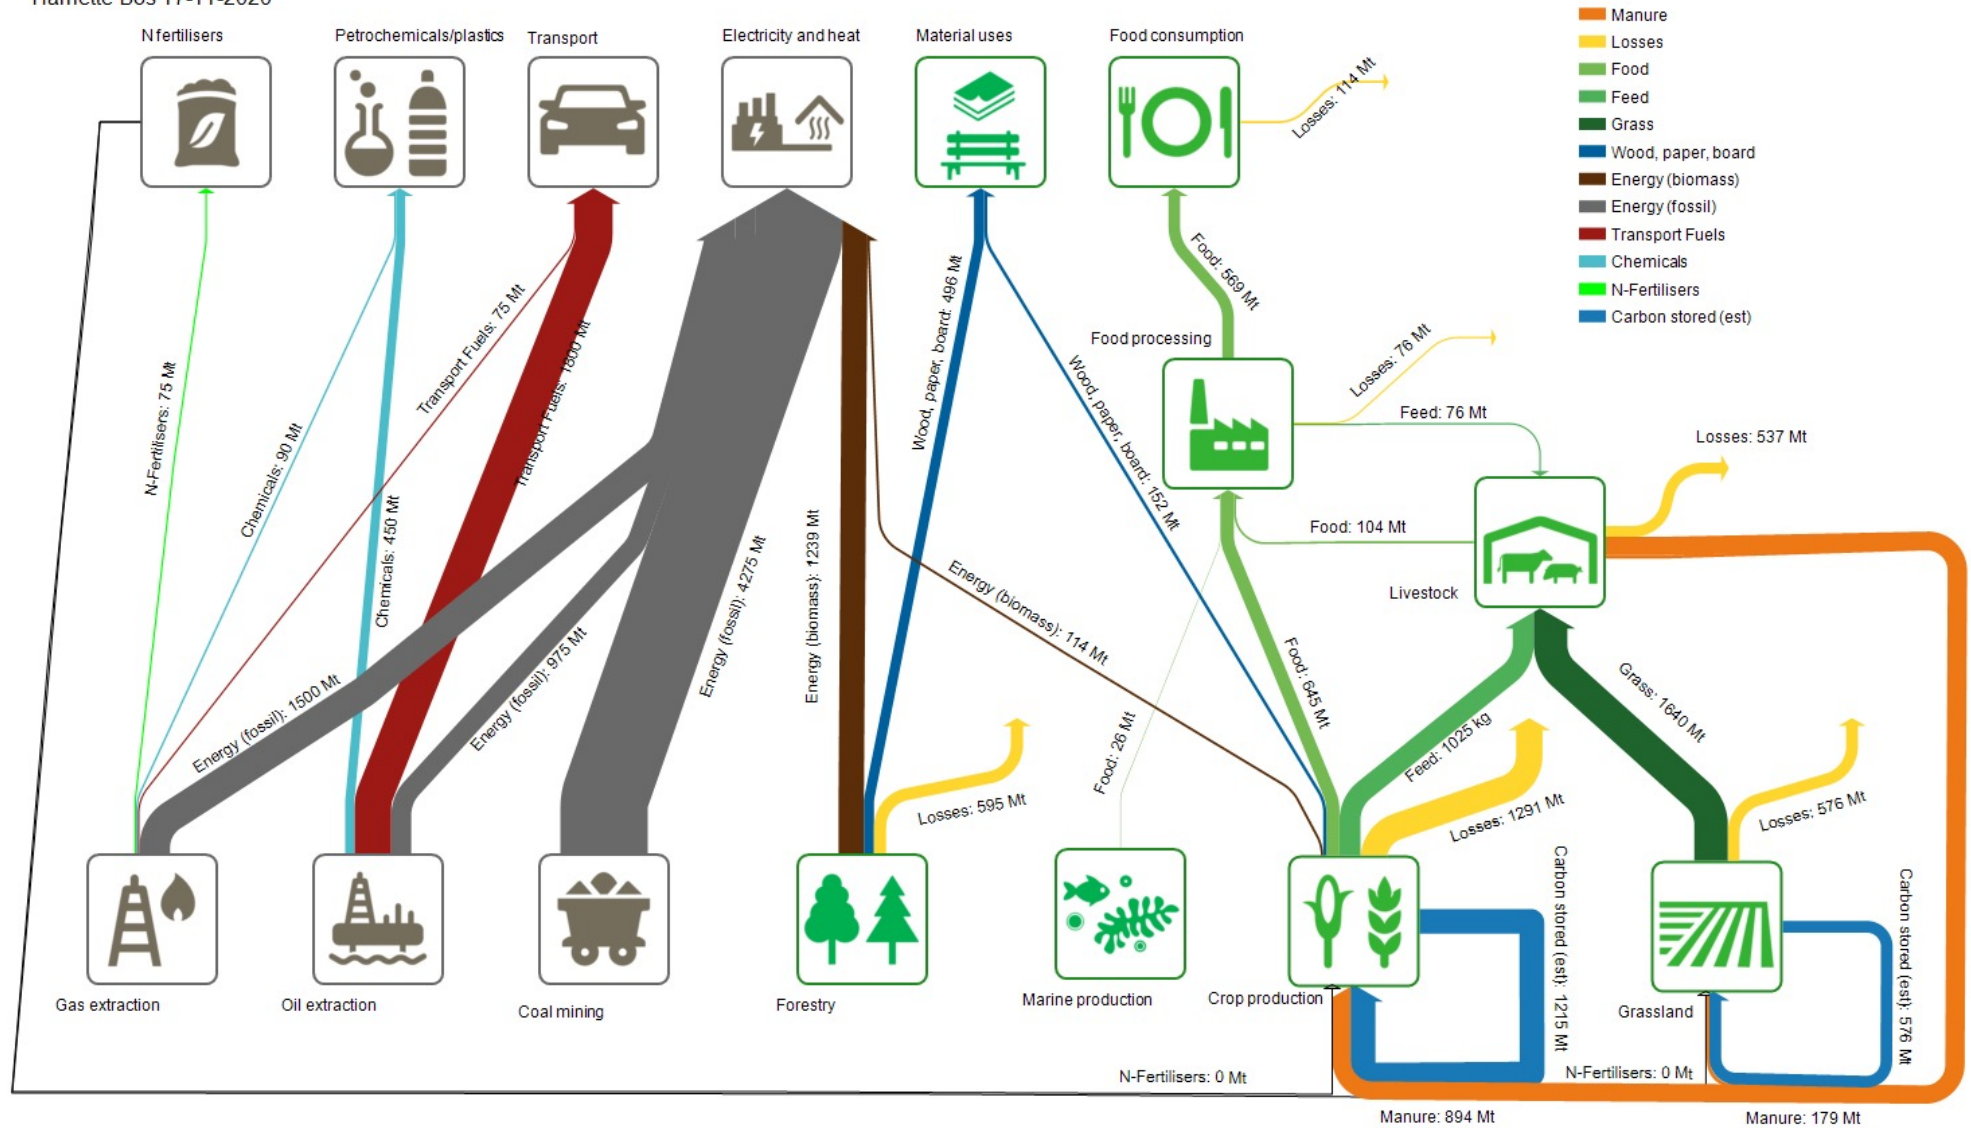 Harriette Bos 17-11-2020
N fertilisers
Petrochemicals/plastics
Transport
Electricity and heat
Material uses
Food consumption
Manure
Losses
Food
Feed
Grass
Wood, paper, board
Energy (biomass)
Energy (fossil)
Transport Fuels
Chemicals
N-Fertilisers
Carbon stored (est)
Losses: 114 Mt
Food: 569 Mt
Food processing
Losses: 76 Mt
Feed: 76 Mt
Losses: 537 Mt
Food: 104 Mt
Livestock
N-Fertilisers: 75 Mt
Chemicals: 90 Mt
Transport Fuels: 75 Mt
Chemicals: 450 Mt
Transport Fuels: 1800 Mt
Energy (fossil): 1500 Mt
Energy (fossil): 975 Mt
Energy (fossil): 4275 Mt
Energy (biomass): 1239 Mt
Wood, paper, board: 496 Mt
Wood, paper, board: 152 Mt
Energy (biomass): 114 Mt
Food: 26 Mt
Food: 645 Mt
Feed: 1025 kg
Grass: 1640 Mt
Losses: 595 Mt
Losses: 1291 Mt
Losses: 576 Mt
Carbon stored (est): 1215 Mt
Carbon stored (est): 576 Mt
Gas extraction
Oil extraction
Coal mining
Forestry
Marine production
Crop production
Grassland
N-Fertilisers: 0 Mt
N-Fertilisers: 0 Mt
Manure: 894 Mt
Manure: 179 Mt